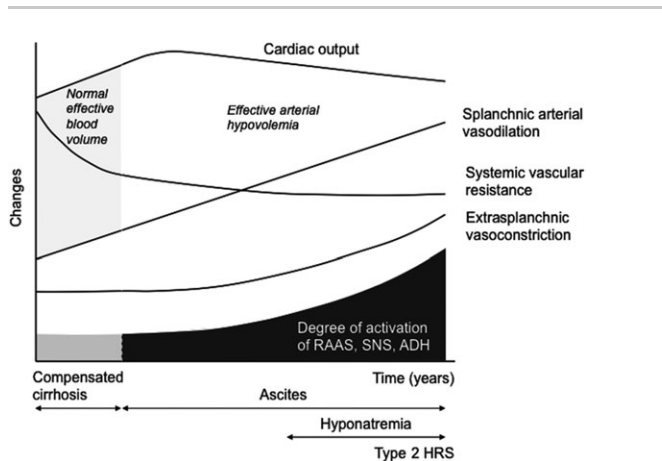 Cardiac output
Normal
effective
blood
volume
Effective arterial
hypovolemia
Splanchnic arterial
vasodilation
Systemic vascular
resistance
Extrasplanchnic
vasoconstriction
Changes
Degree of activation
of RAAS, SNS, ADH
Compensated
cirrhosis
Time (years)
Ascites
Hyponatremia
Type 2 HRS